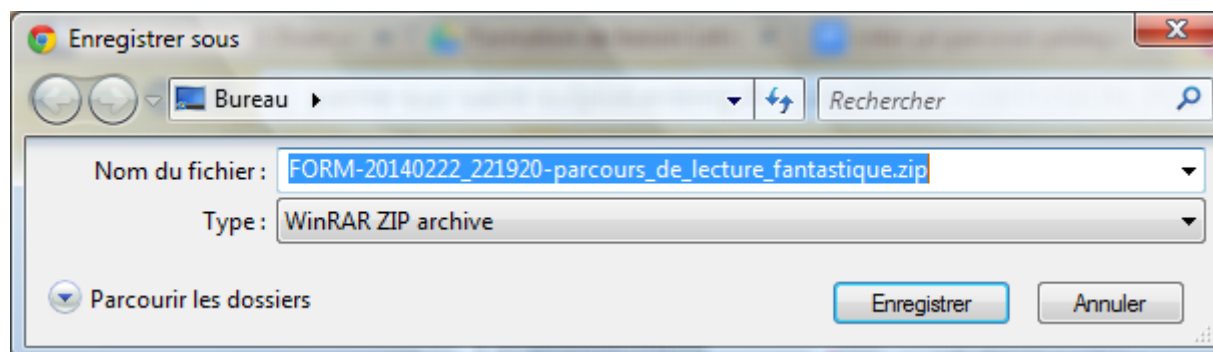 Enregistrer sous
Bureau
Rechercher
Nom du fichier : FORM-20140222_221920-parcours_de_lecture_fantastique.zip
Type : WinRAR ZIP archive
Parcourir les dossiers Enregistrer Annuler